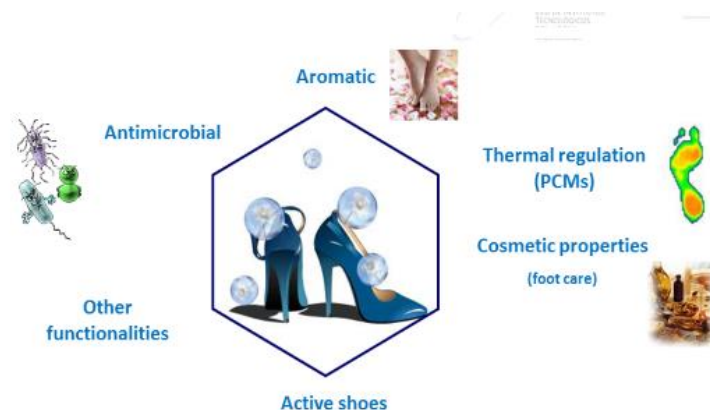 Aromatic
Antimicrobial
Thermal regulation
(PCMs)
Cosmetic properties
(foot care)
Other
functionalities
Active shoes